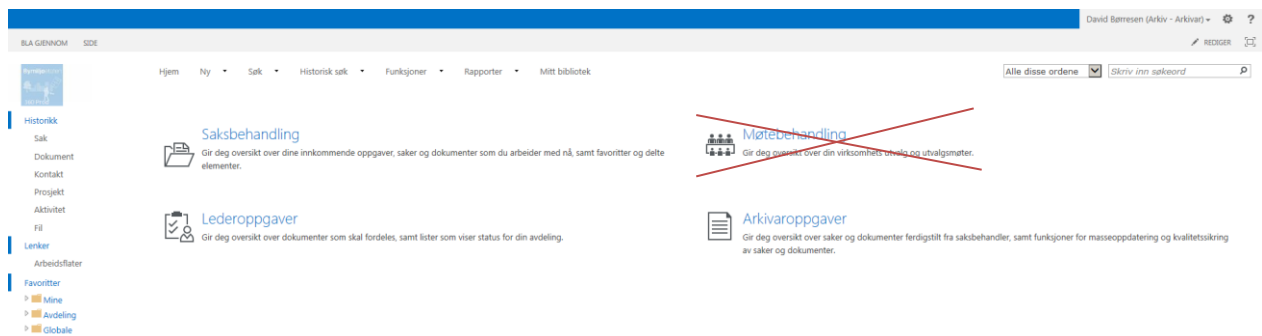 David Børresen (Arkiv - Arkivar)
?
BLA GJENNOM SIDE
REDIGER
Hjem Ny Søk Historisk søk Funksjoner Rapporter Mitt bibliotek
Alle disse ordene Skriv inn søkeord
Historikk
Sak
Dokument
Kontakt
Prosjekt
Aktivitet
Fil
Lenker
Arbeidsflater
Favoritter
Mine
Avdeling
Globale
Saksbehandling
Gir deg oversikt over dine innkommende oppgaver, saker og dokumenter som du arbeider med nå, samt favoritter og delte
elementer.
Møtebehandling
Gir deg oversikt over din virksomhets utvalg og utvalgsmøter.
Lederoppgaver
Gir deg oversikt over dokumenter som skal fordeles, samt lister som viser status for din avdeling.
Arkivaroppgaver
Gir deg oversikt over saker og dokumenter ferdigstilt fra saksbehandler, samt funksjoner for masseoppdatering og kvalitetssikring
av saker og dokumenter.